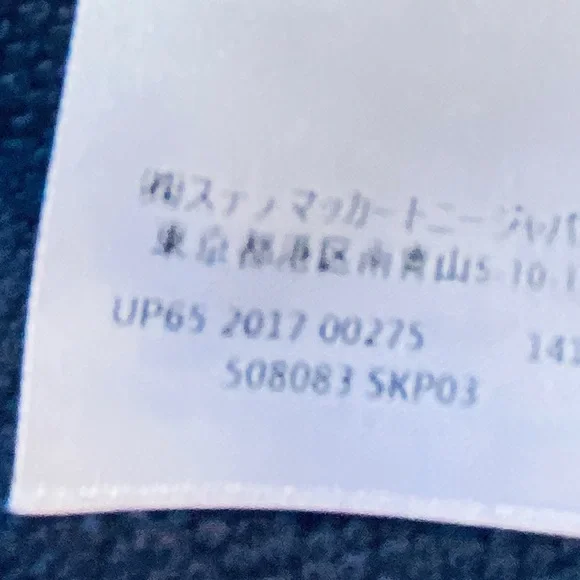 ㈱ステラマッカートニージャパ
東京都港区南青山5-10-1
UP65 2017 00275 141
508083 SKP03